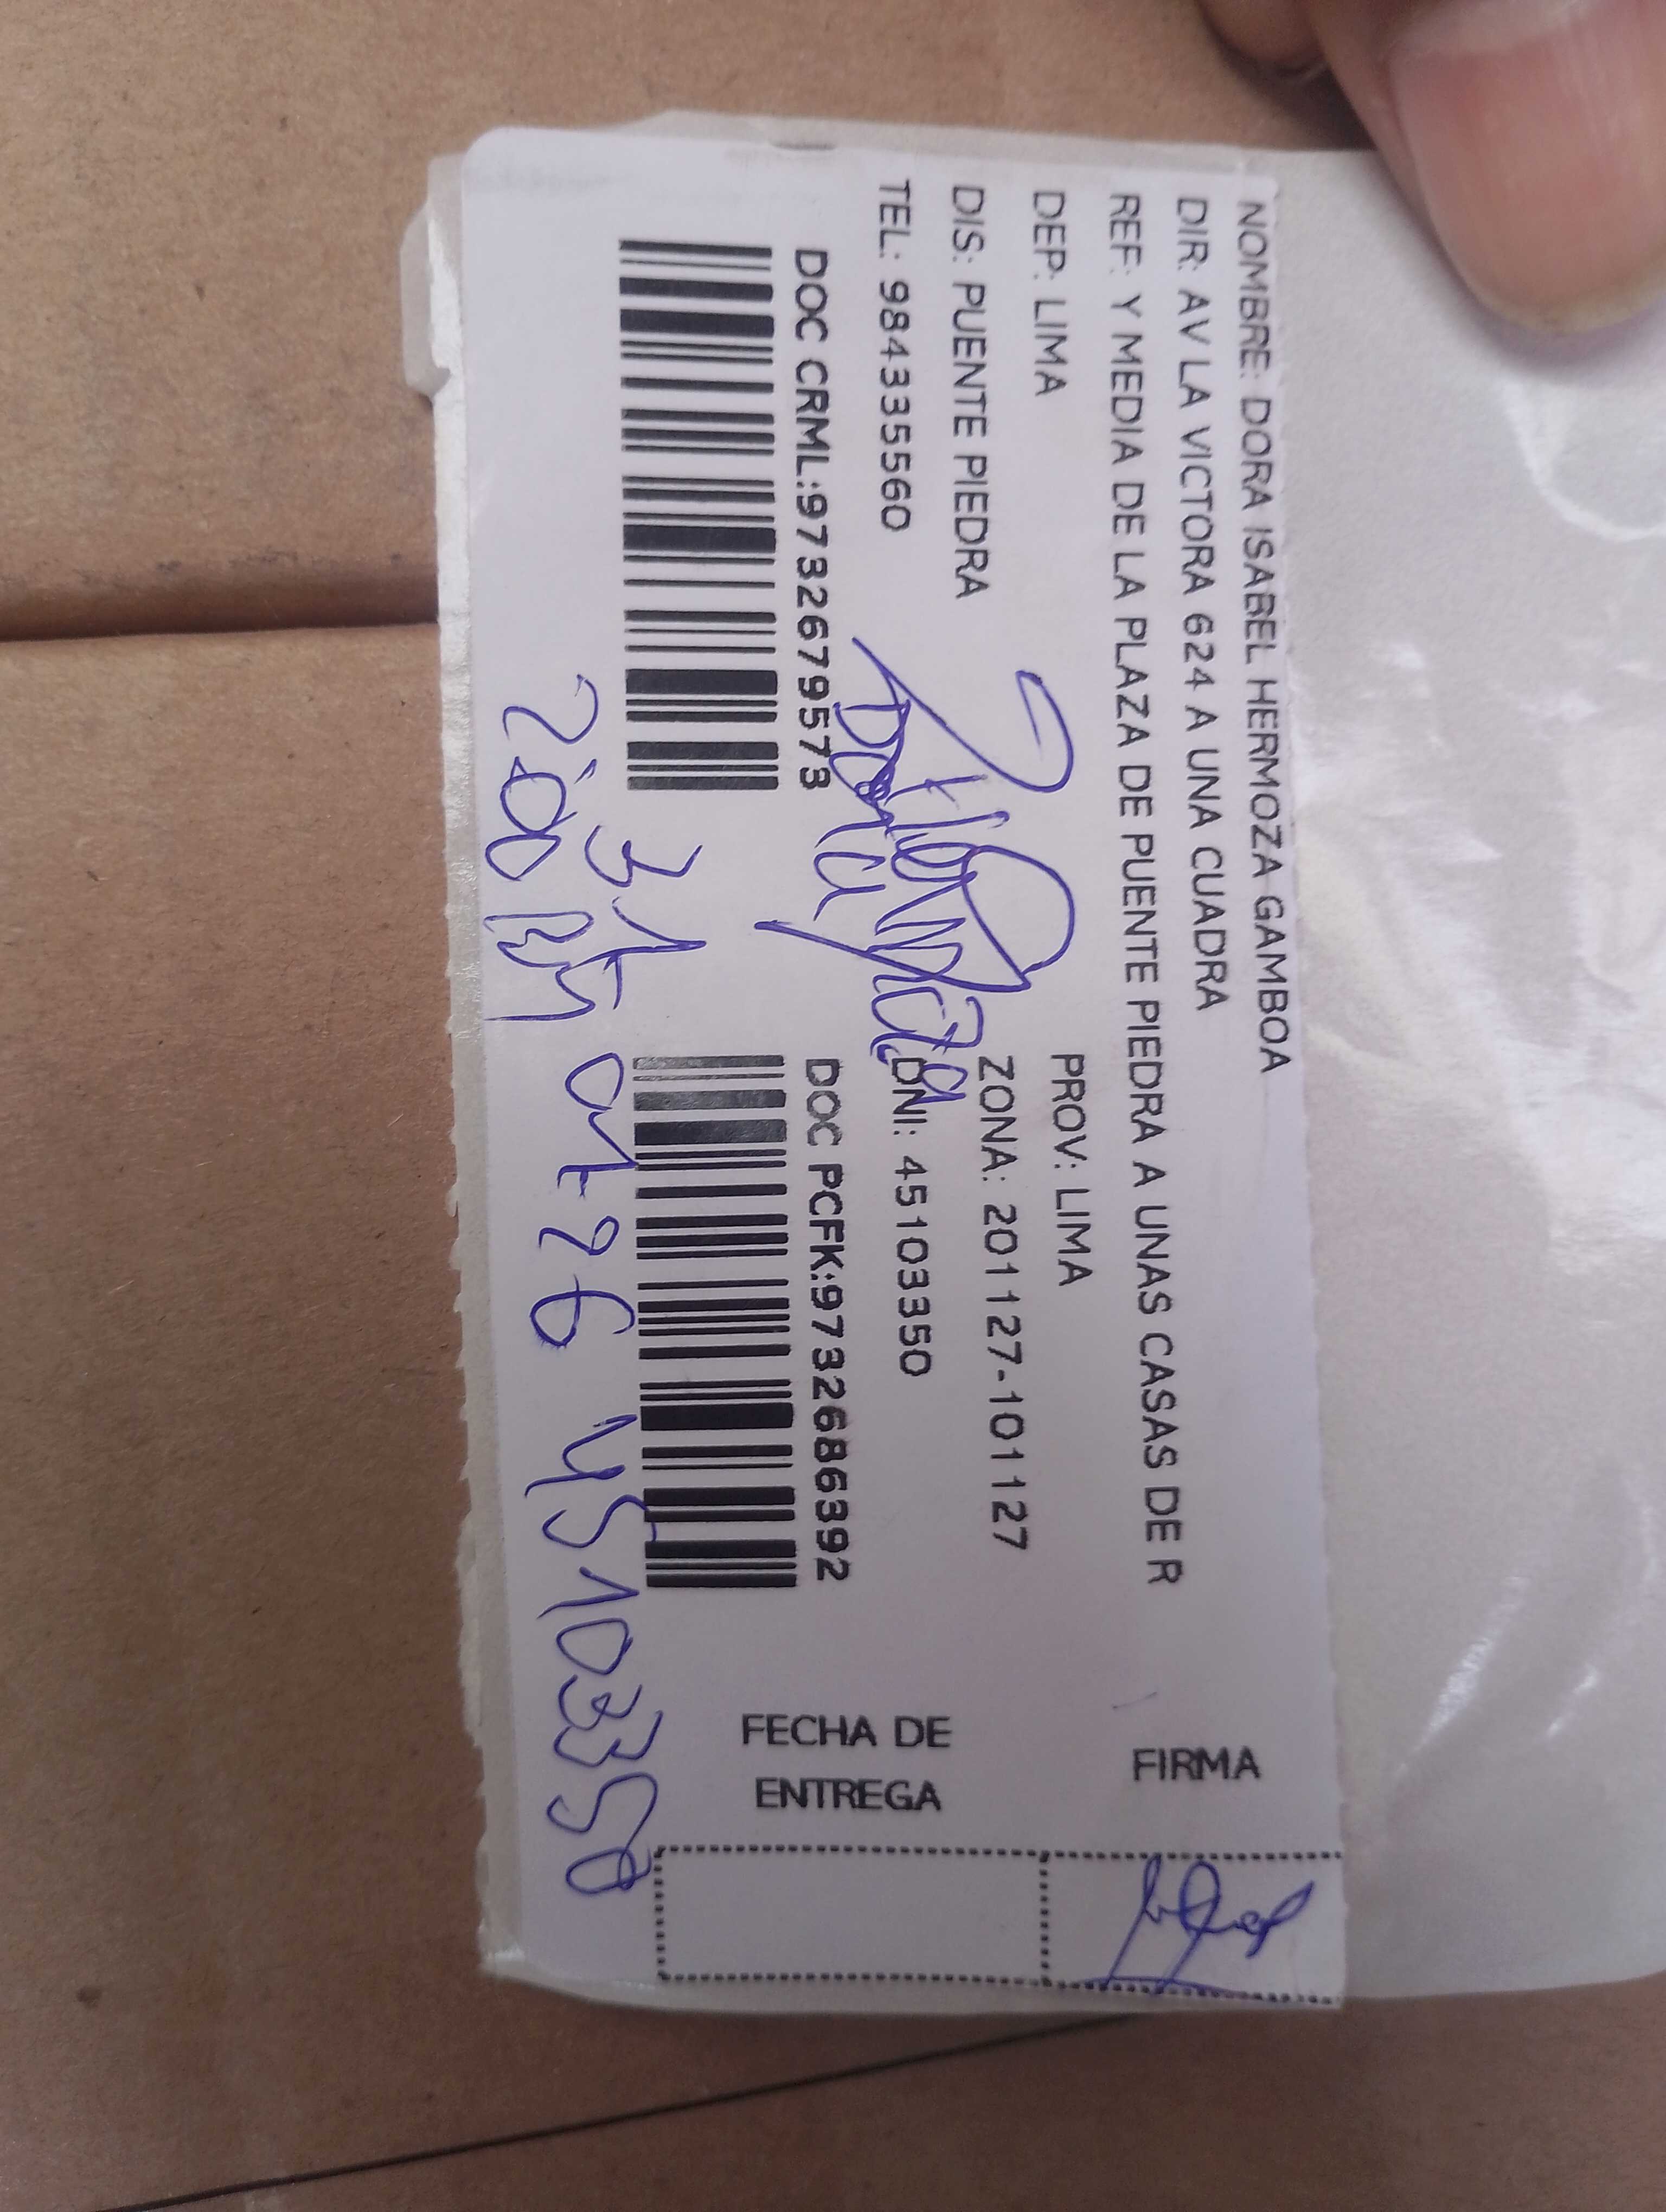 NOMBRE: DORA ISABEL HERMOZA GAMBOA
DIR: AV LA VICTORA 624 A UNA CUADRA
REF: Y MEDIA DE LA PLAZA DE PUENTE PIEDRA A UNAS CASAS DE R
DEP: LIMA PROV: LIMA
DIS: PUENTE PIEDRA ZONA: 201127-101127
TEL: 984335560 DNI: 45103350
DOC CRML:9732679573 DOC PCFK:9732686392
FIRMA
FECHA DE
ENTREGA
45103350